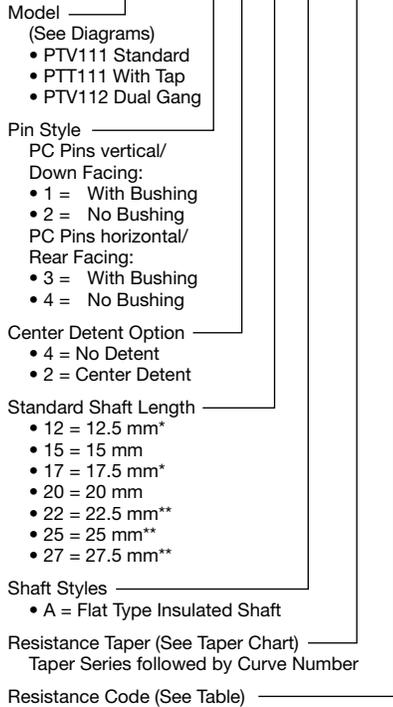 Model
(See Diagrams)
• PTV111 Standard
• PTT111 With Tap
• PTV112 Dual Gang
Pin Style
PC Pins vertical/
Down Facing:
• 1 = With Bushing
• 2 = No Bushing
PC Pins horizontal/
Rear Facing:
• 3 = With Bushing
• 4 = No Bushing
Center Detent Option
• 4 = No Detent
• 2 = Center Detent
Standard Shaft Length
• 12 = 12.5 mm*
• 15 = 15 mm
• 17 = 17.5 mm*
• 20 = 20 mm
• 22 = 22.5 mm**
• 25 = 25 mm**
• 27 = 27.5 mm**
Shaft Styles
• A = Flat Type Insulated Shaft
Resistance Taper (See Taper Chart)
Taper Series followed by Curve Number
Resistance Code (See Table)